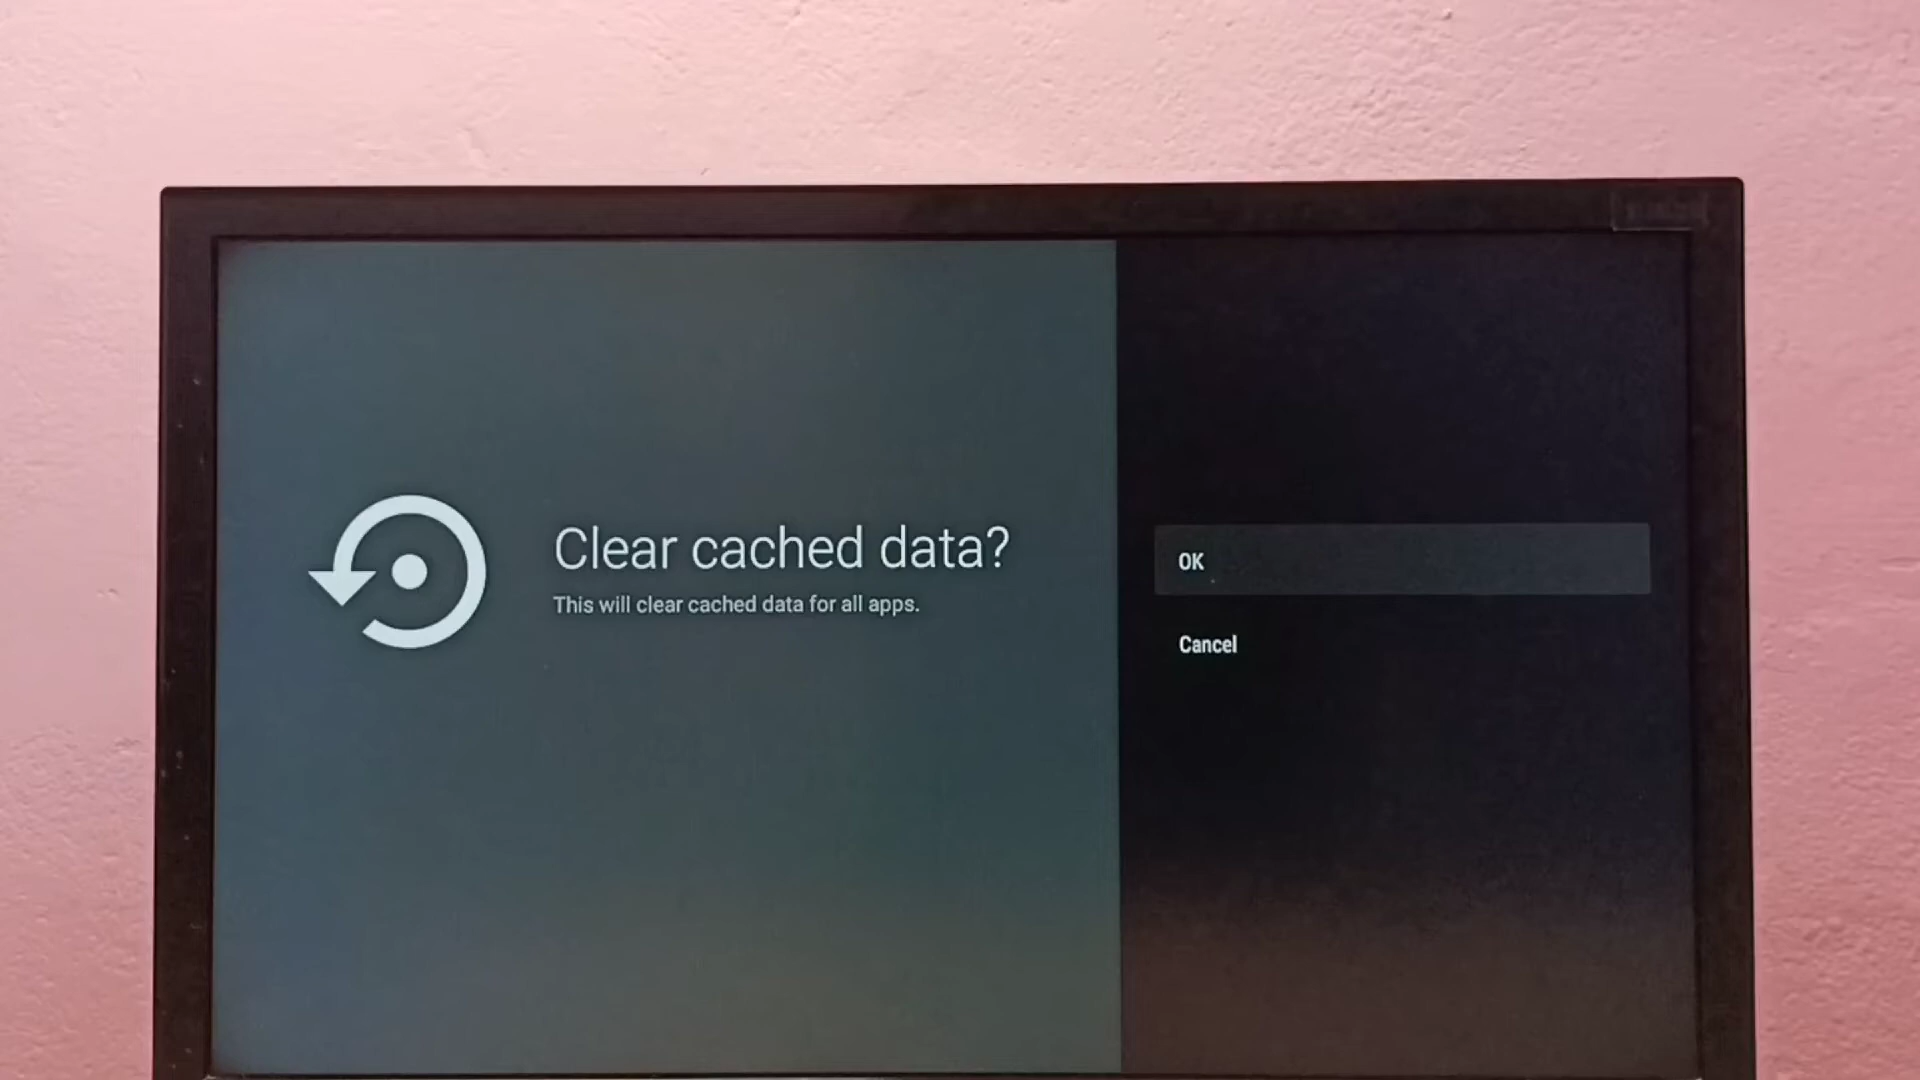 Clear cached data?
This will clear cached data for all apps.
OK
Cancel